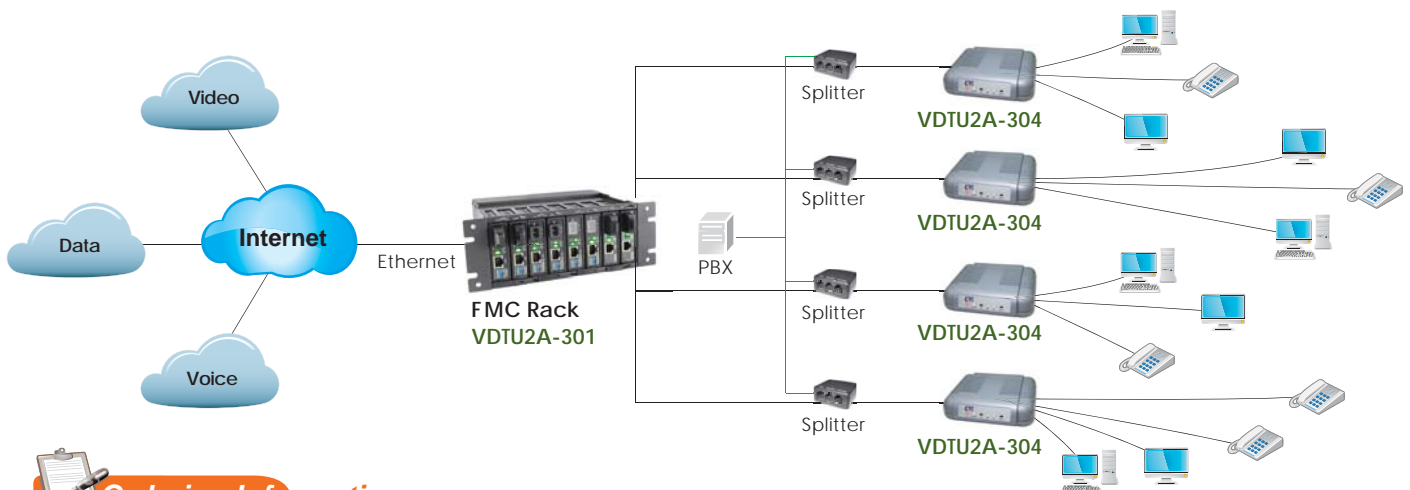 Video
Data
Internet
Voice
Ethernet
FMC Rack
VDTU2A-301
PBX
Splitter
VDTU2A-304
Splitter
VDTU2A-304
Splitter
VDTU2A-304
Splitter
VDTU2A-304